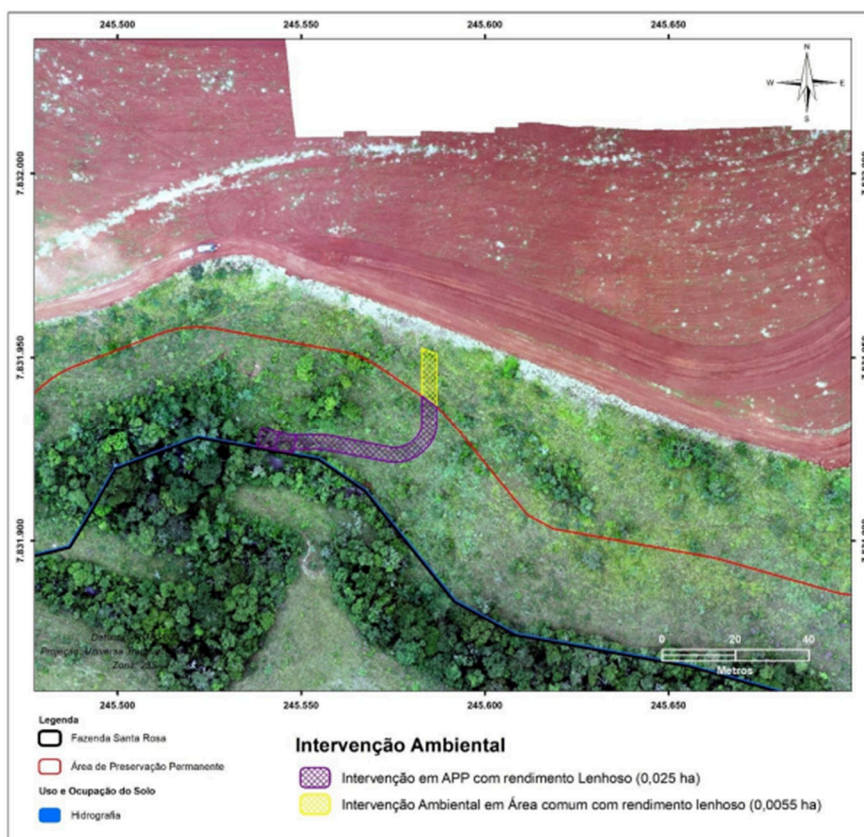 245.500 245.550 245.600 245.650
N
W E
S
7.832.000
7.831.950
7.831.900
0 20 40
Metros
245.500 245.550 245.600 245.650
Legenda
Fazenda Santa Rosa
Área de Preservação Permanente
Uso e Ocupação do Solo
Hidrografia
Intervenção Ambiental
Intervenção em APP com rendimento Lenhoso (0,025 ha)
Intervenção Ambiental em Área comum com rendimento lenhoso (0,0055 ha)